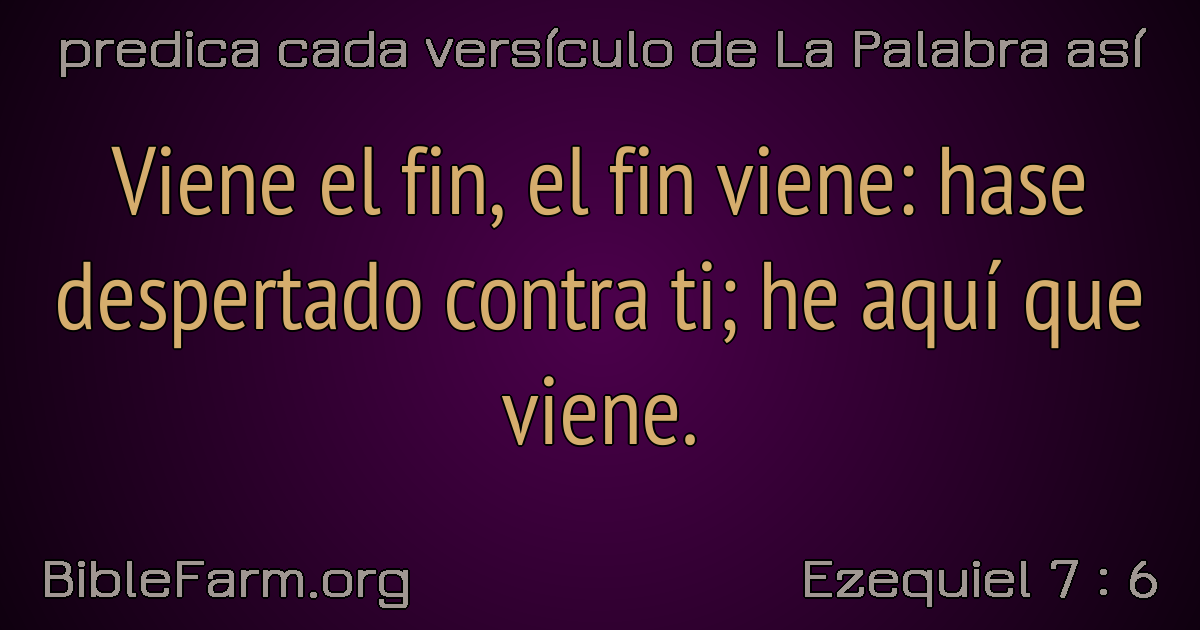 predica cada versículo de La Palabra así
Viene el fin, el fin viene: hase
despertado contra ti; he aquí que
viene.
BibleFarm.org
Ezequiel 7 : 6